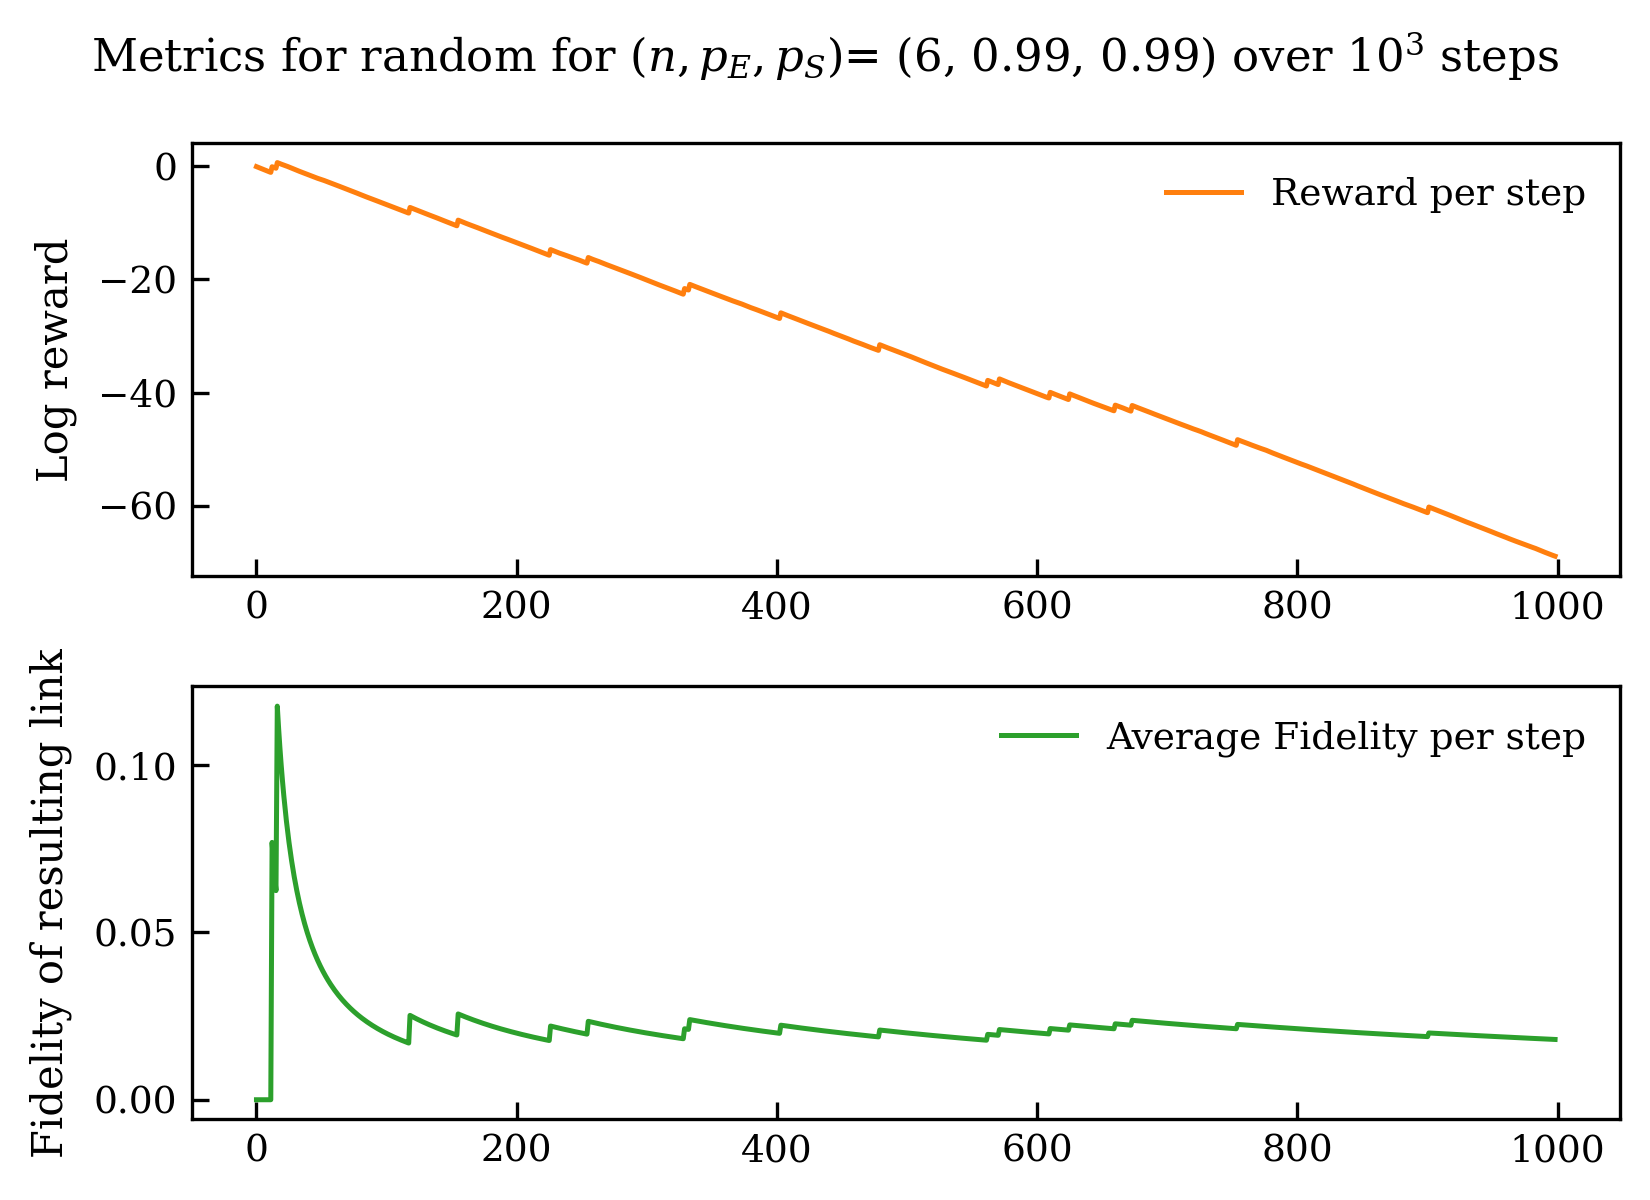 Metrics for random for (n, p_E, p_S)= (6, 0.99, 0.99) over 10^3 steps
Log reward
0
−20
−40
−60
Reward per step
0 200 400 600 800 1000
Fidelity of resulting link
0.10
0.05
0.00
Average Fidelity per step
0 200 400 600 800 1000